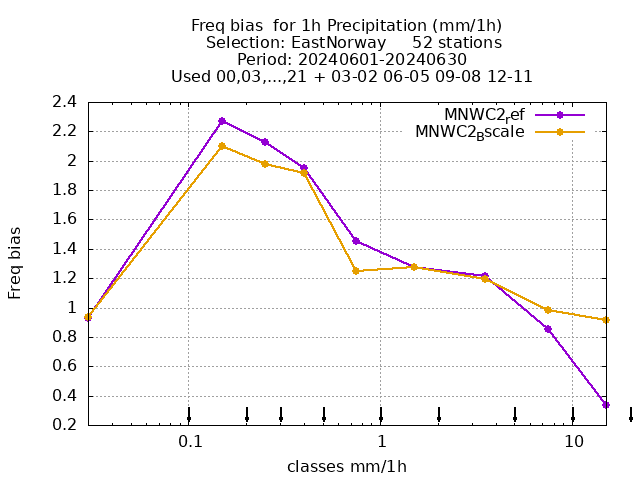 Freq bias  for 1h Precipitation (mm/1h)
Selection: EastNorway     52 stations
Period: 20240601-20240630
Used 00,03,...,21 + 03-02 06-05 09-08 12-11
MNWC2ref
MNWC2Bscale
2.4
2.2
2
1.8
1.6
1.4
1.2
1
0.8
0.6
0.4
0.2
Freq bias
0.1
1
10
classes mm/1h